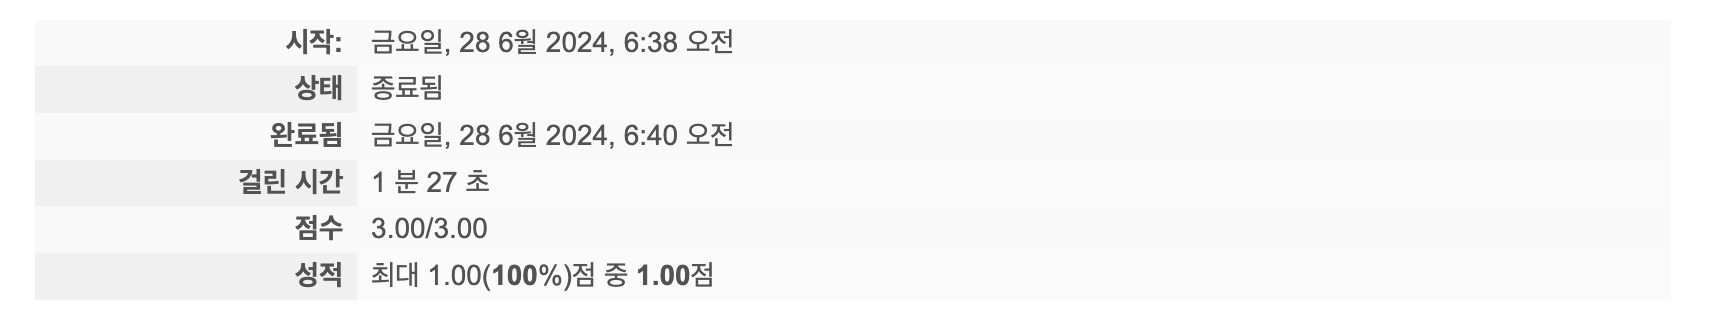 시작: 금요일, 28 6월 2024, 6:38 오전
상태 종료됨
완료됨 금요일, 28 6월 2024, 6:40 오전
걸린 시간 1 분 27 초
점수 3.00/3.00
성적 최대 1.00(100%)점 중 1.00점